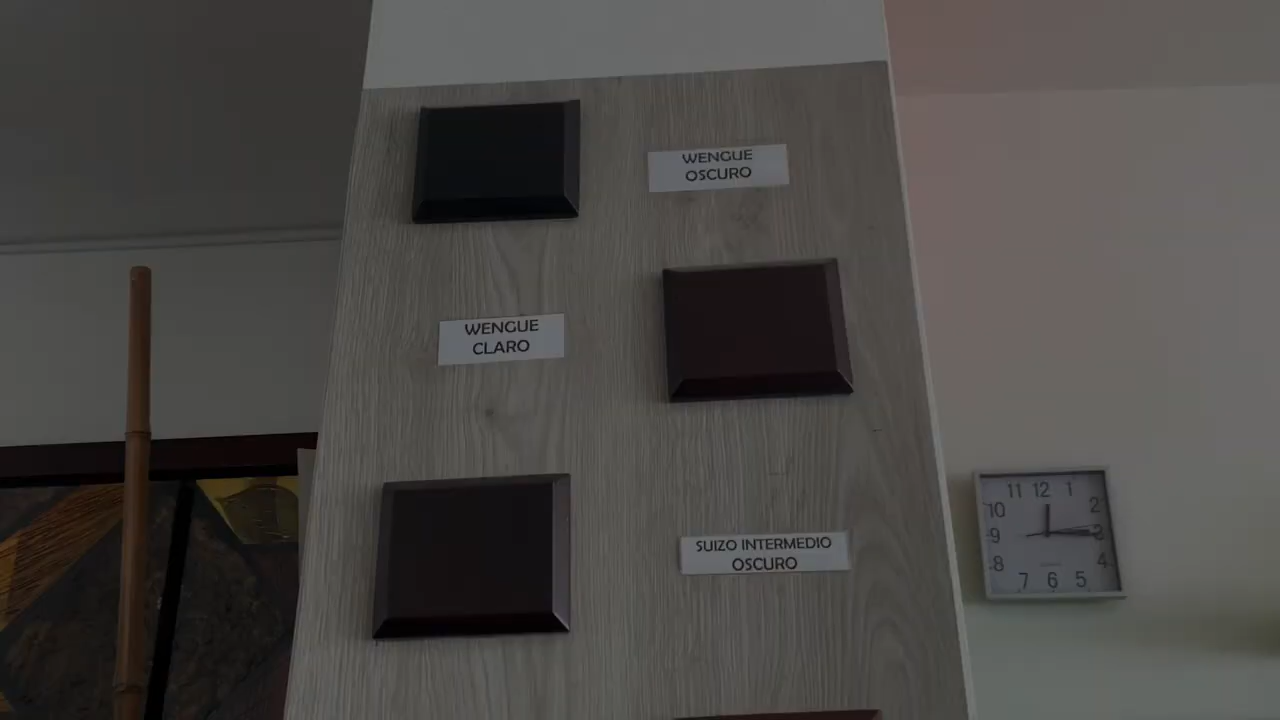 WENGUE
OSCURO
WENGUE
CLARO
SUIZO INTERMEDIO
OSCURO
11 12 1
10 2
9 3
8 4
7 6 5